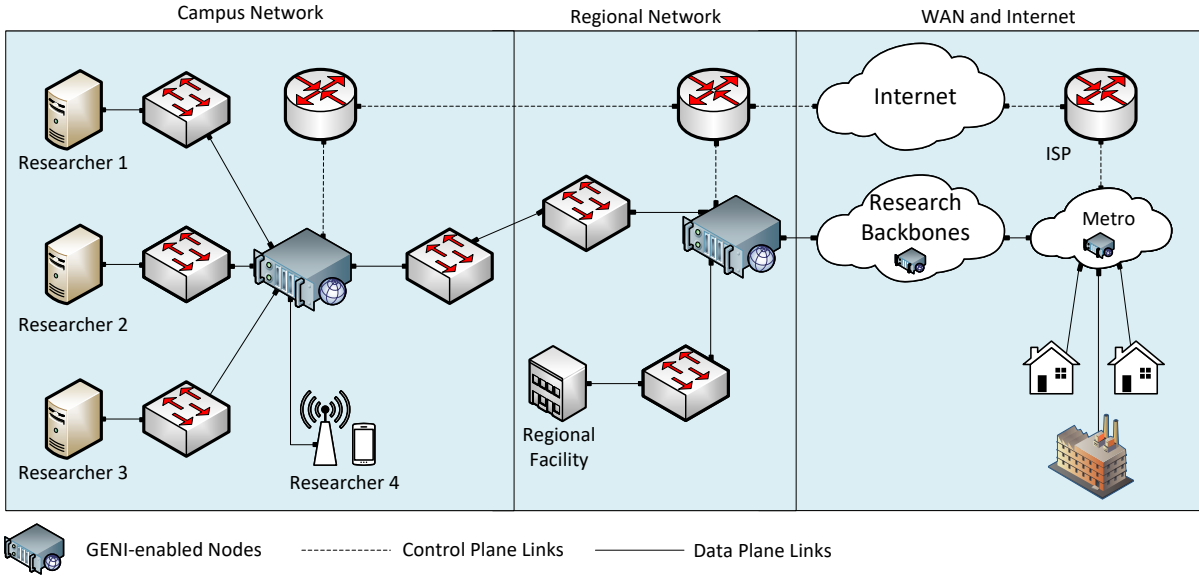 Campus Network
Regional Network
WAN and Internet
Researcher 1
Internet
ISP
Research
Backbones
Metro
Researcher 2
Regional
Facility
Researcher 3
Researcher 4
GENI-enabled Nodes
Control Plane Links
Data Plane Links